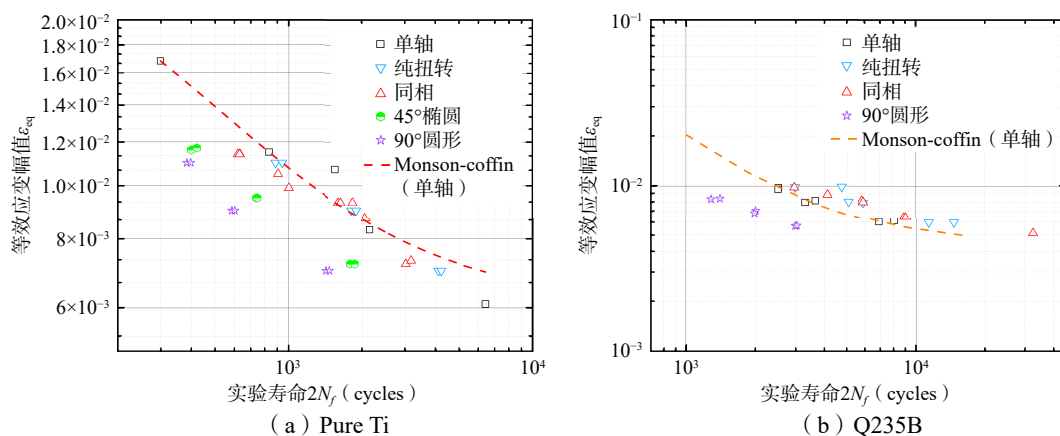 2.0 × 10⁻²
1.8 × 10⁻²
1.6 × 10⁻²
1.4 × 10⁻²
1.2 × 10⁻²
1.0 × 10⁻²
8 × 10⁻³
6 × 10⁻³
等效应变幅值εeq
单轴
纯扭转
同相
45°椭圆
90°圆形
Monson-coffin
（单轴）
10³
10⁴
实验寿命2Nf（cycles）
（a）Pure Ti
10⁻¹
10⁻²
10⁻³
等效应变幅值εeq
单轴
纯扭转
同相
90°圆形
Monson-coffin（单轴）
10³
10⁴
实验寿命2Nf（cycles）
（b）Q235B